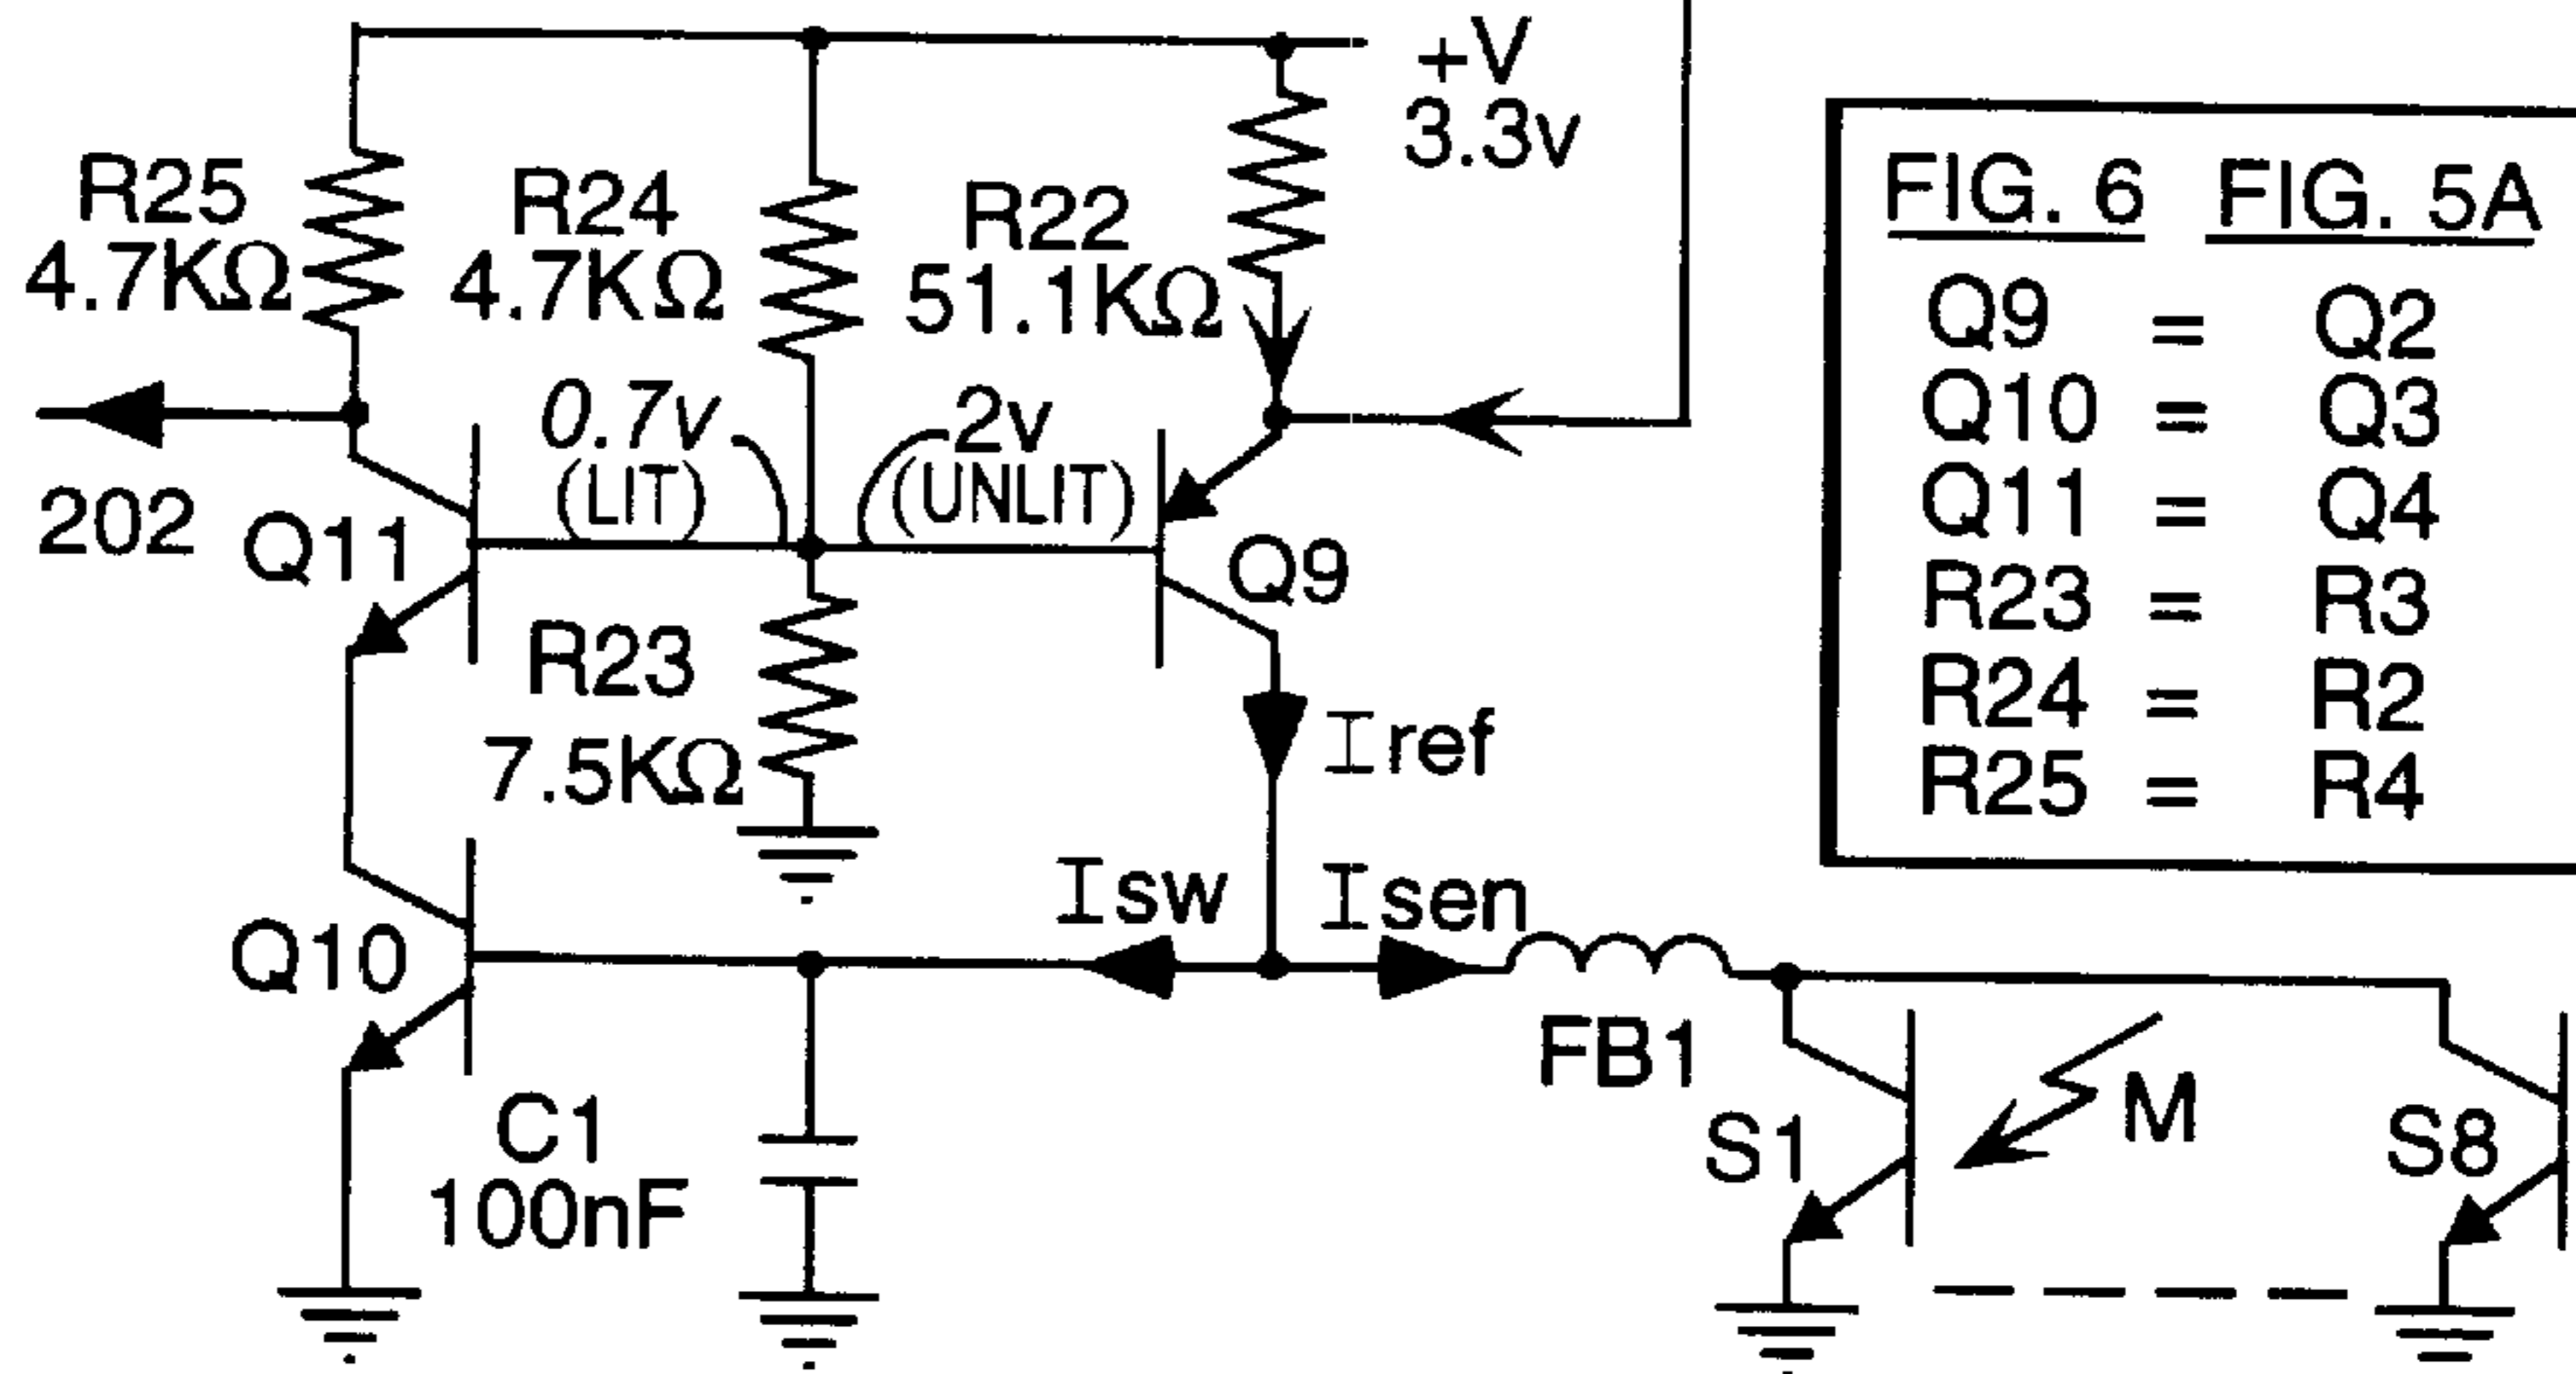 +V
3.3v
R25
4.7KΩ
R24
4.7KΩ
R22
51.1KΩ
0.7v
(LIT)
2v
(UNLIT)
202
Q11
Q9
R23
7.5KΩ
Iref
Isw
Isen
Q10
FB1
C1
100nF
S1
M
S8
FIG. 6 FIG. 5A
Q9 = Q2
Q10 = Q3
Q11 = Q4
R23 = R3
R24 = R2
R25 = R4